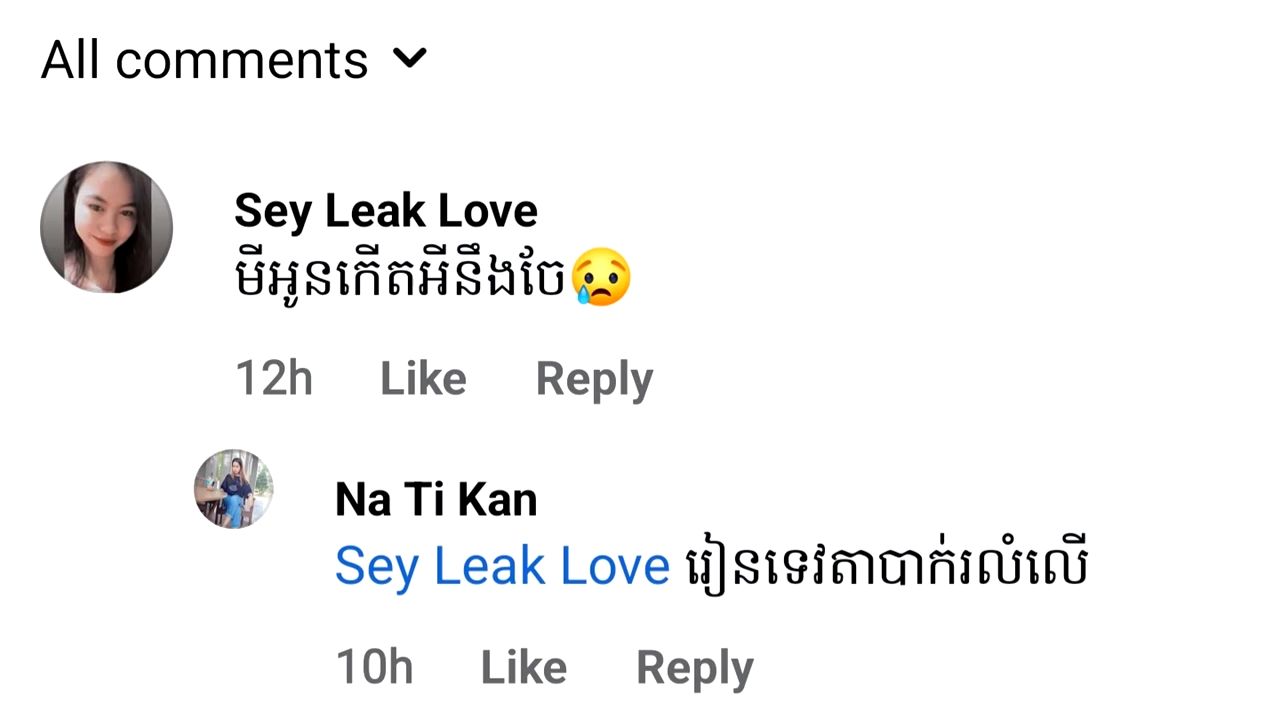 All comments
Sey Leak Love
មីអូនកើតអីនឹងចែ😢
12h Like Reply
Na Ti Kan
Sey Leak Love រៀនទេវតាបាក់រលំលើ
10h Like Reply